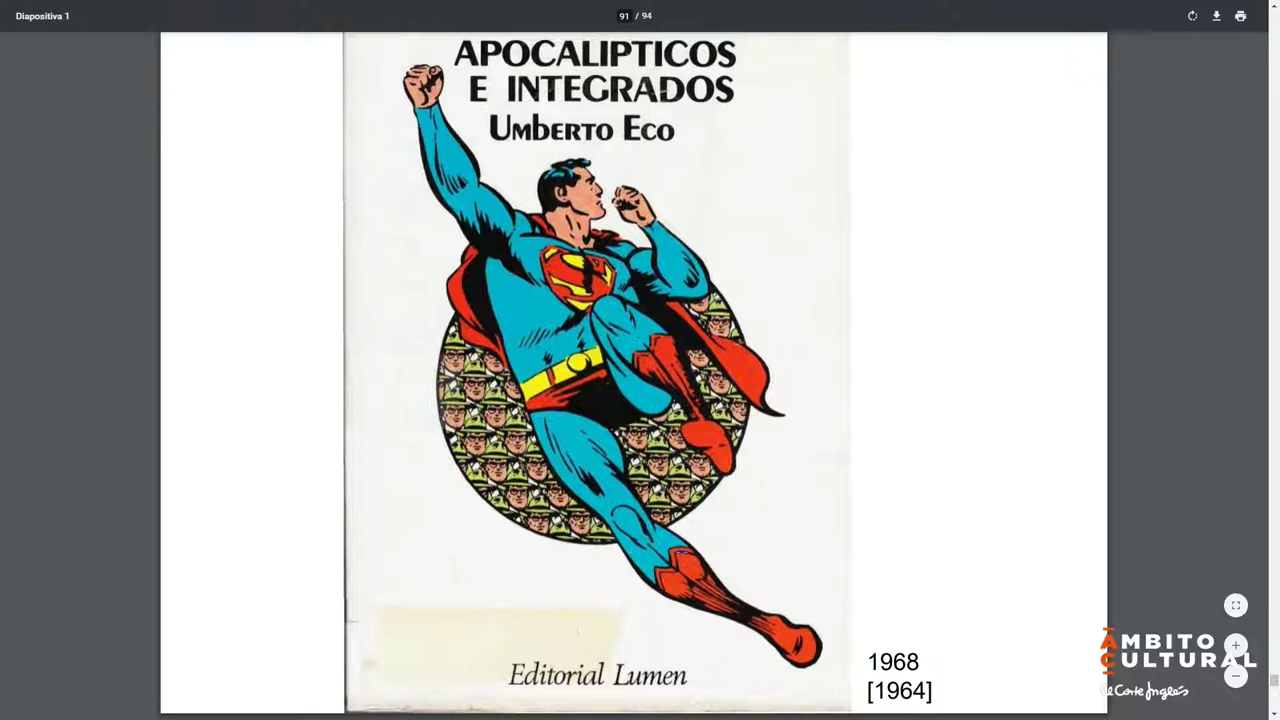 Diapositiva 1
91 / 94
APOCALIPTICOS
E INTEGRADOS
Umberto Eco
Editorial Lumen
1968
[1964]
ÁMBITO
CULTURAL
El Corte Inglés